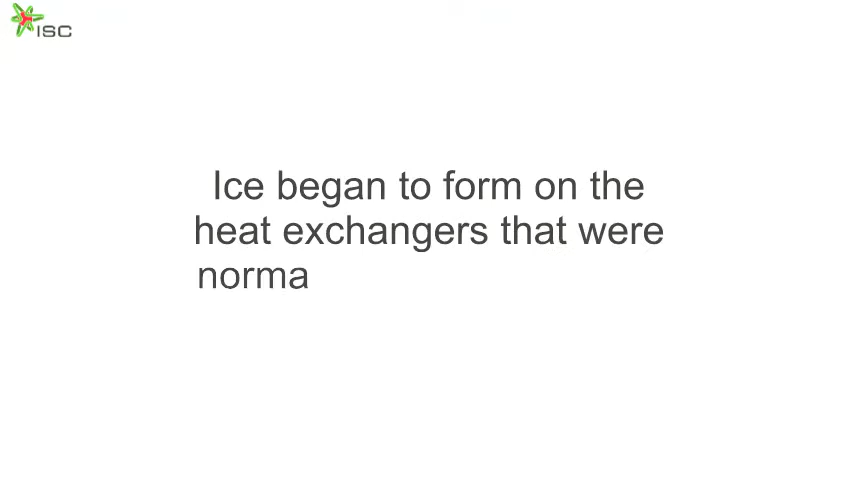 ISC
Ice began to form on the
heat exchangers that were
norma